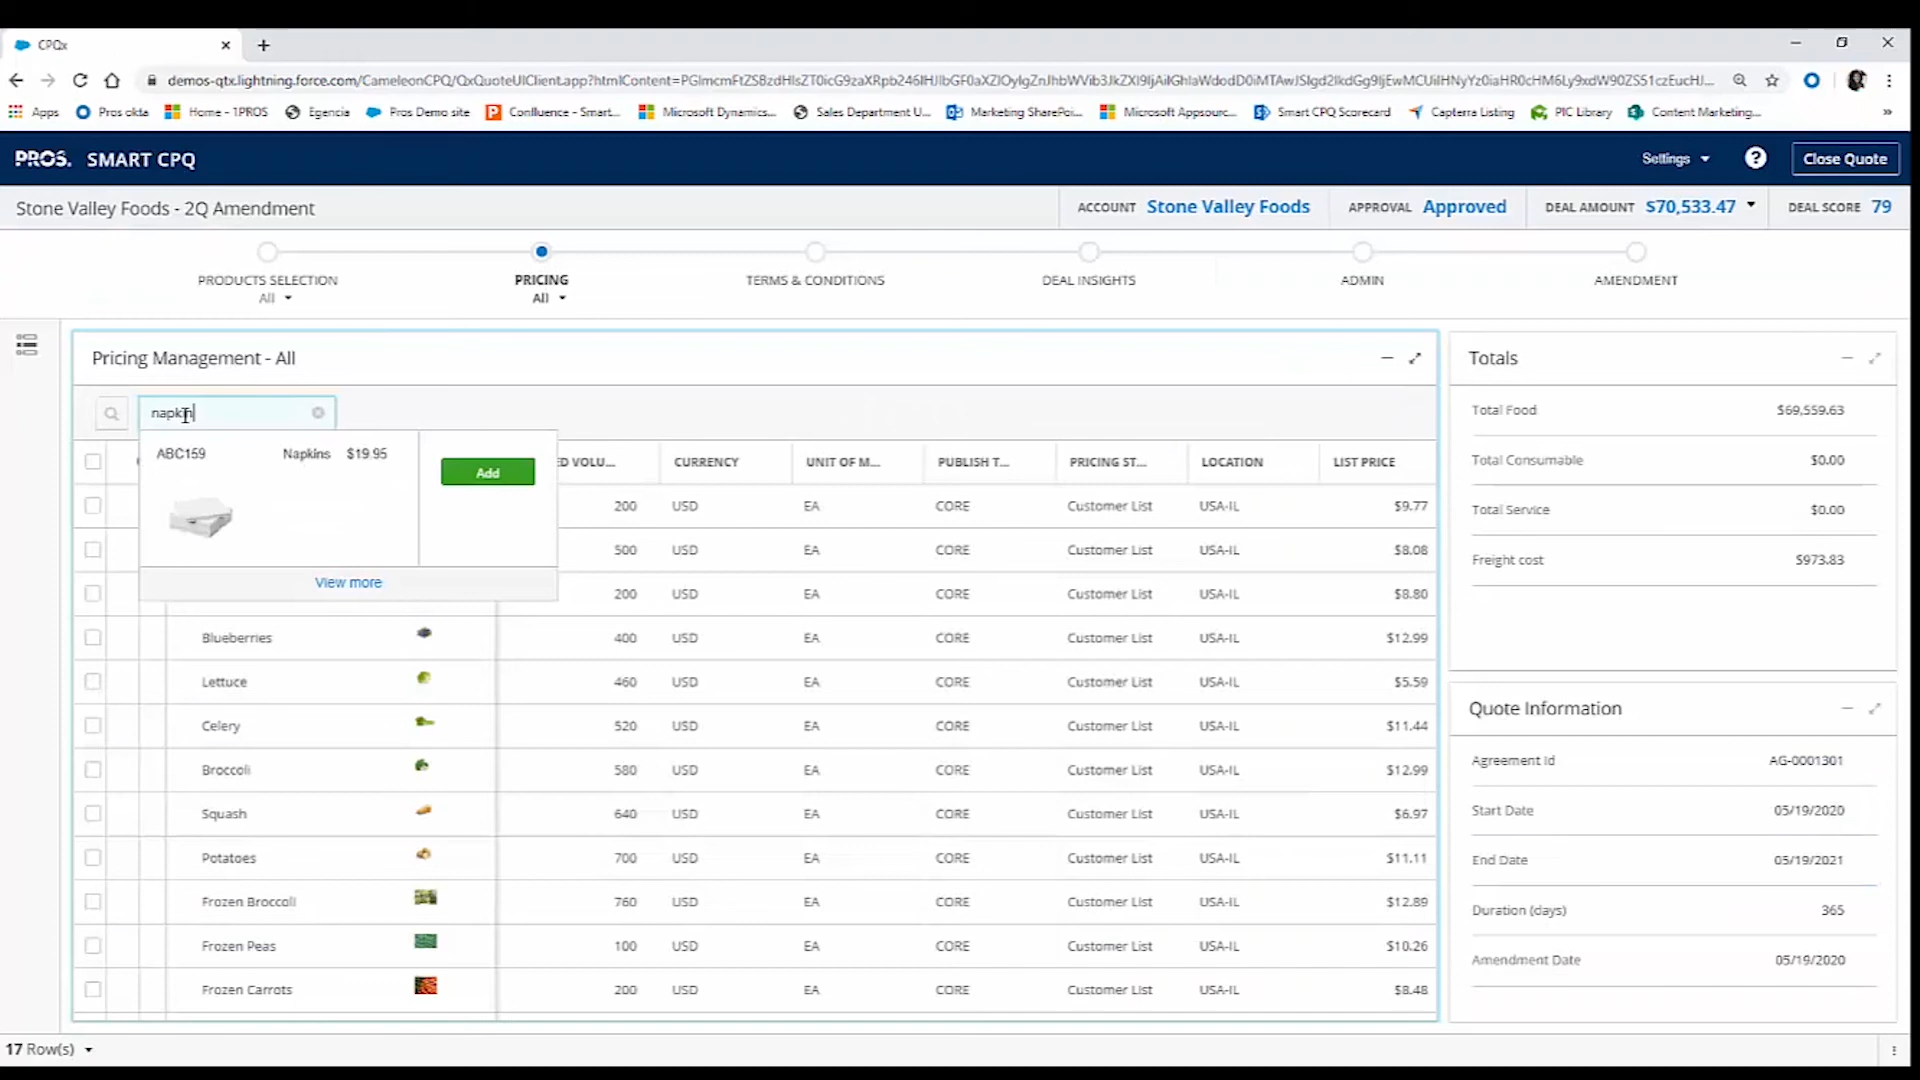 CPQx
demos-qtx.lightning.force.com/CameleonCPQ/QxQuoteUIClient.app?htmlContent=
Apps Pros okta Home - 1PROS Egencia Pros Demo site Confluence - Smart... Microsoft Dynamics... Sales Department U... Marketing SharePoi... Microsoft Appsourc... Smart CPQ Scorecard Capterra Listing PIC Library Content Marketing... »
PROS. SMART CPQ Settings ? Close Quote
Stone Valley Foods - 2Q Amendment ACCOUNT Stone Valley Foods APPROVAL Approved DEAL AMOUNT $70,533.47 DEAL SCORE 79
PRODUCTS SELECTION PRICING TERMS & CONDITIONS DEAL INSIGHTS ADMIN AMENDMENT
All All
Pricing Management - All
napkin
ABC159 Napkins $19.95 Add
View more
ED VOLU... CURRENCY UNIT OF M... PUBLISH T... PRICING ST... LOCATION LIST PRICE
200 USD EA CORE Customer List USA-IL $9.77
500 USD EA CORE Customer List USA-IL $8.08
200 USD EA CORE Customer List USA-IL $8.80
Blueberries 400 USD EA CORE Customer List USA-IL $12.99
Lettuce 460 USD EA CORE Customer List USA-IL $5.59
Celery 520 USD EA CORE Customer List USA-IL $11.44
Broccoli 580 USD EA CORE Customer List USA-IL $12.99
Squash 640 USD EA CORE Customer List USA-IL $6.97
Potatoes 700 USD EA CORE Customer List USA-IL $11.11
Frozen Broccoli 760 USD EA CORE Customer List USA-IL $12.89
Frozen Peas 100 USD EA CORE Customer List USA-IL $10.26
Frozen Carrots 200 USD EA CORE Customer List USA-IL $8.48
Totals
Total Food $69,559.63
Total Consumable $0.00
Total Service $0.00
Freight cost $973.83
Quote Information
Agreement Id AG-0001301
Start Date 05/19/2020
End Date 05/19/2021
Duration (days) 365
Amendment Date 05/19/2020
17 Row(s)